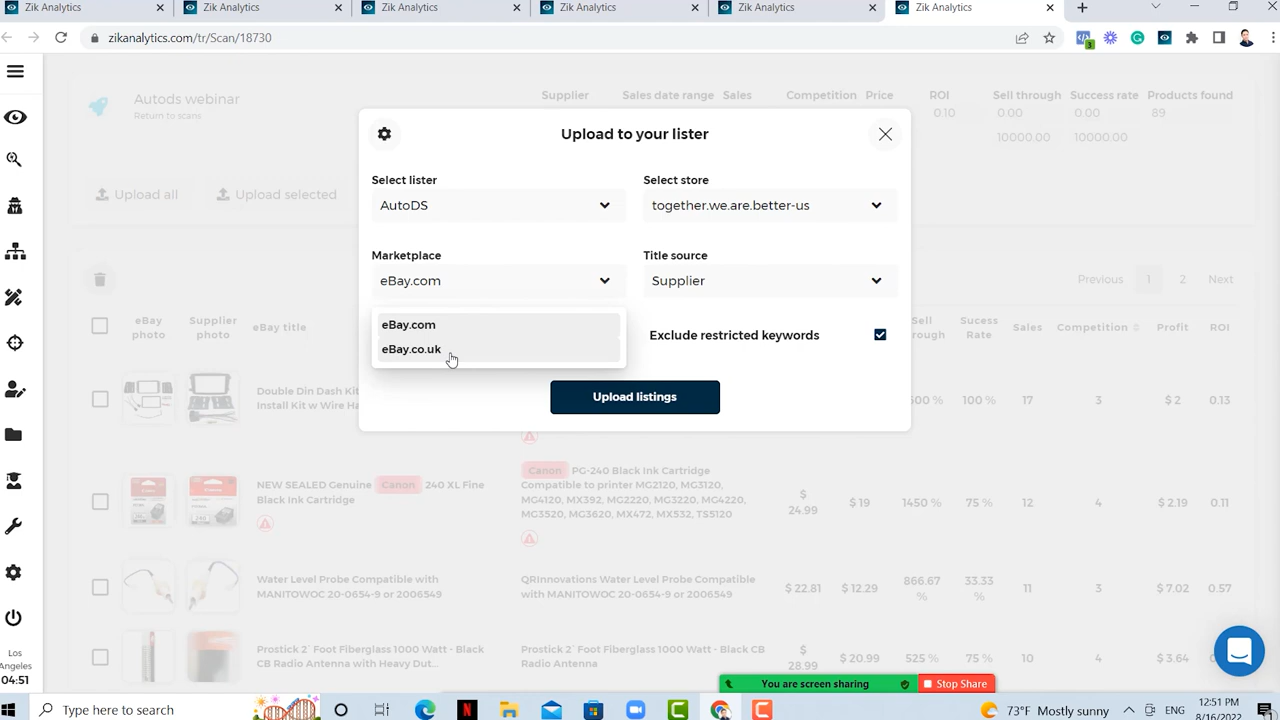 Zik Analytics
Zik Analytics
Zik Analytics
Zik Analytics
Zik Analytics
Zik Analytics
zikanalytics.com/tr/Scan/18730
Autods webinar
Return to scans
Supplier
Sales date range
Sales
Competition
Price
ROI
0.10
Sell through
0.00
10000.00
Success rate
0.00
10000.00
Products found
89
Upload all
Upload selected
Upload to your lister
Select lister
AutoDS
Select store
together.we.are.better-us
Marketplace
eBay.com
Title source
Supplier
eBay.com
eBay.co.uk
Exclude restricted keywords
Upload listings
Previous
1
2
Next
eBay photo
Supplier photo
eBay title
Sell
rough
Sucess Rate
Sales
Competition
Profit
ROI
Double Din Dash Kit
Install Kit w Wire Ha
00 %
100 %
17
3
$ 2
0.13
NEW SEALED Genuine Canon 240 XL Fine
Black Ink Cartridge
Canon PG-240 Black Ink Cartridge
Compatible to printer MG2120, MG3120,
MG4120, MX392, MG2220, MG3220, MG4220,
MG3520, MG3620, MX472, MX532, TS5120
$ 24.99
$ 19
1450 %
75 %
12
4
$ 2.19
0.11
Water Level Probe Compatible with
MANITOWOC 20-0654-9 or 2006549
QRInnovations Water Level Probe Compatible
with MANITOWOC 20-0654-9 or 2006549
$ 22.81
$ 12.29
866.67 %
33.33 %
11
3
$ 7.02
0.57
Prostick 2` Foot Fiberglass 1000 Watt - Black
CB Radio Antenna with Heavy Dut...
Prostick 2` Foot Fiberglass 1000 Watt - Black CB
Radio Antenna
$ 28.99
$ 20.99
525 %
75 %
10
4
$ 3.64
Los Angeles
04:51
You are screen sharing
Stop Share
Type here to search
73°F Mostly sunny
ENG
12:51 PM